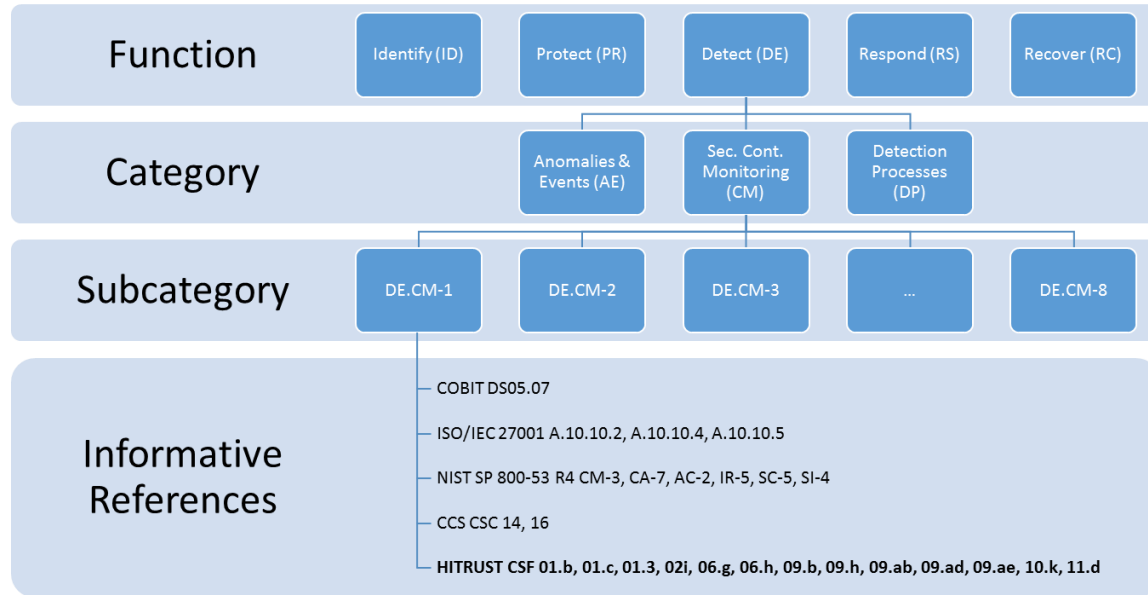 Function
Identify (ID)
Protect (PR)
Detect (DE)
Respond (RS)
Recover (RC)
Category
Anomalies &
Events (AE)
Sec. Cont.
Monitoring
(CM)
Detection
Processes
(DP)
Subcategory
DE.CM-1
DE.CM-2
DE.CM-3
...
DE.CM-8
Informative
References
COBIT DS05.07
ISO/IEC 27001 A.10.10.2, A.10.10.4, A.10.10.5
NIST SP 800-53 R4 CM-3, CA-7, AC-2, IR-5, SC-5, SI-4
CCS CSC 14, 16
HITRUST CSF 01.b, 01.c, 01.3, 02i, 06.g, 06.h, 09.b, 09.h, 09.ab, 09.ad, 09.ae, 10.k, 11.d